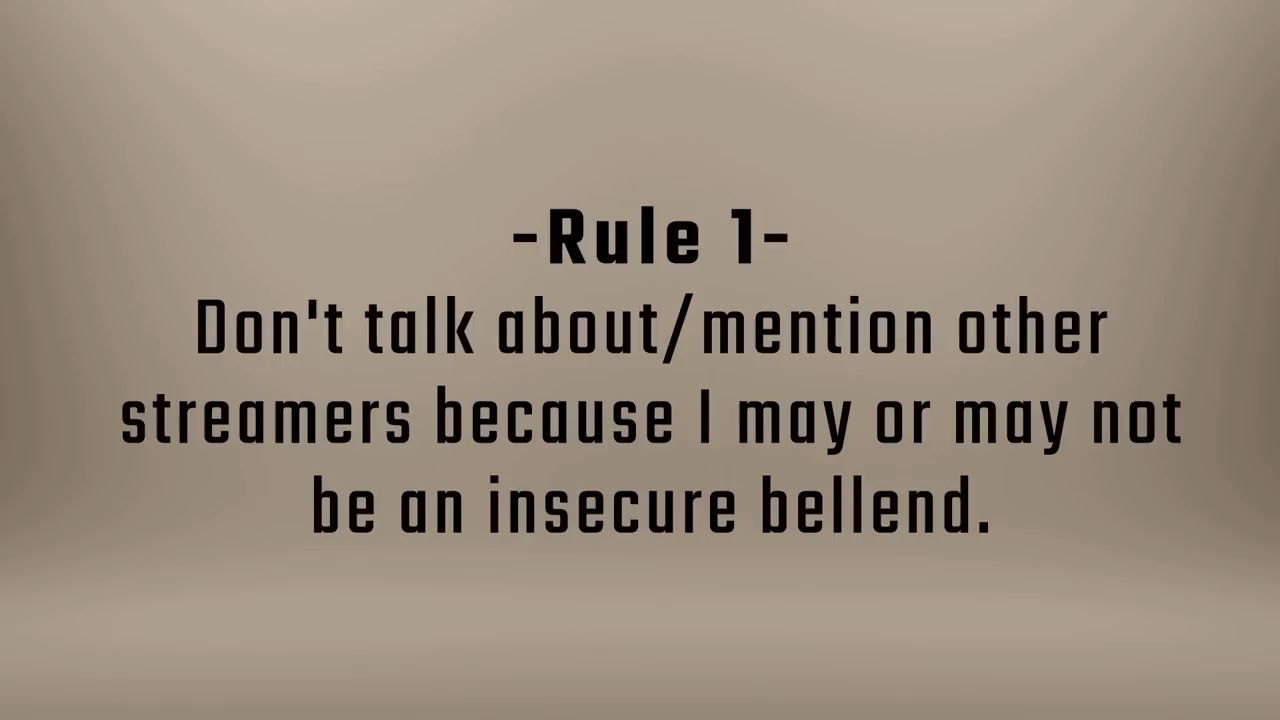 -Rule 1-
Don't talk about/mention other
streamers because I may or may not
be an insecure bellend.